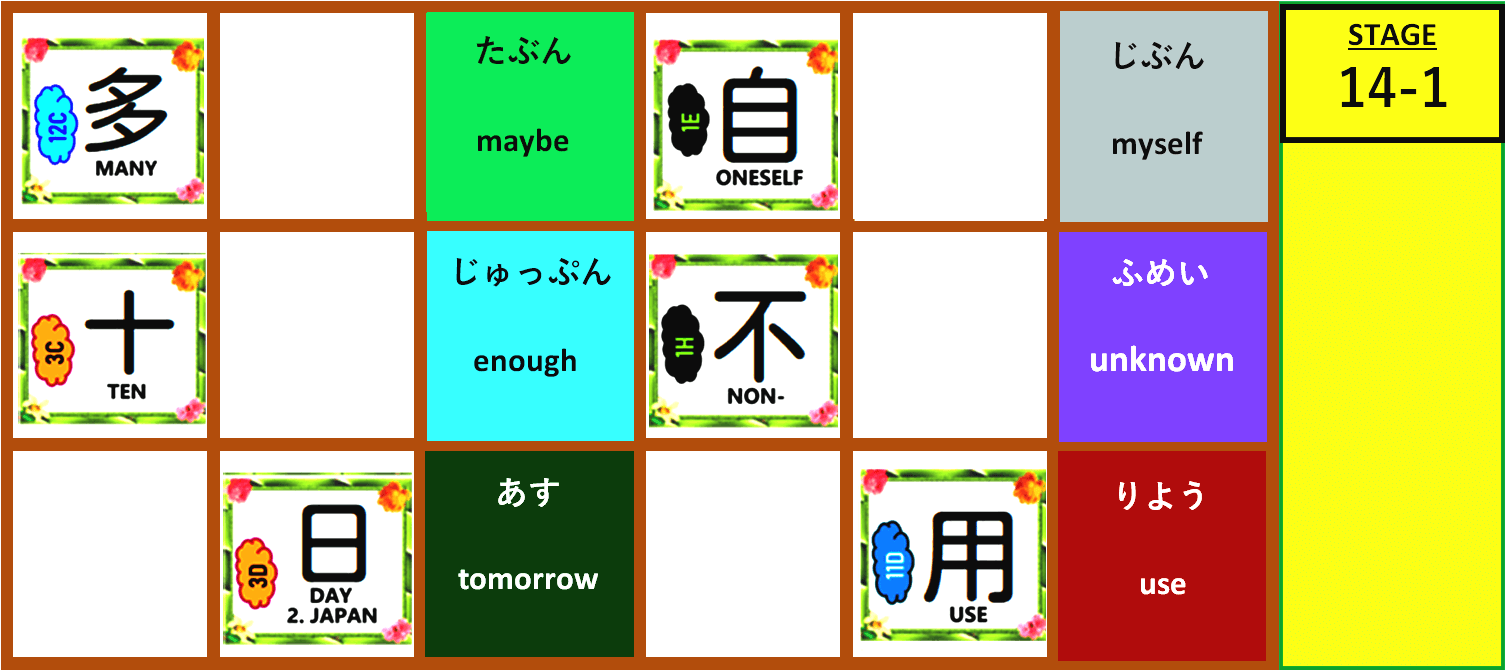 12C
多
MANY
たぶん
maybe
1E
自
ONESELF
じぶん
myself
STAGE
14-1
3C
十
TEN
じゅっぷん
enough
1H
不
NON-
ふめい
unknown
3D
日
DAY
2. JAPAN
あす
tomorrow
11D
用
USE
りよう
use